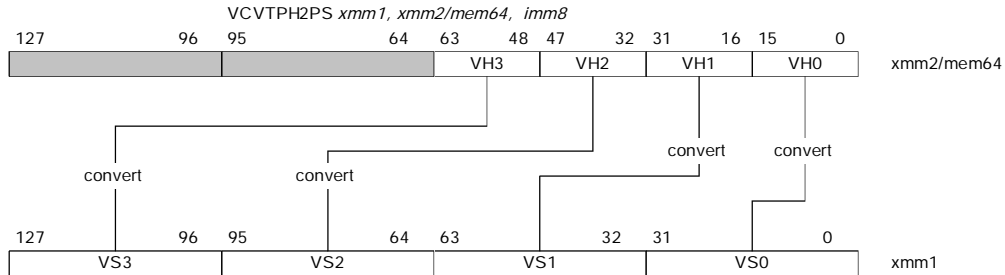 VCVTPH2PS xmm1, xmm2/mem64, imm8
127 96 95 64 63 48 47 32 31 16 15 0
VH3 VH2 VH1 VH0 xmm2/mem64
convert convert
convert convert
127 96 95 64 63 32 31 0
VS3 VS2 VS1 VS0 xmm1